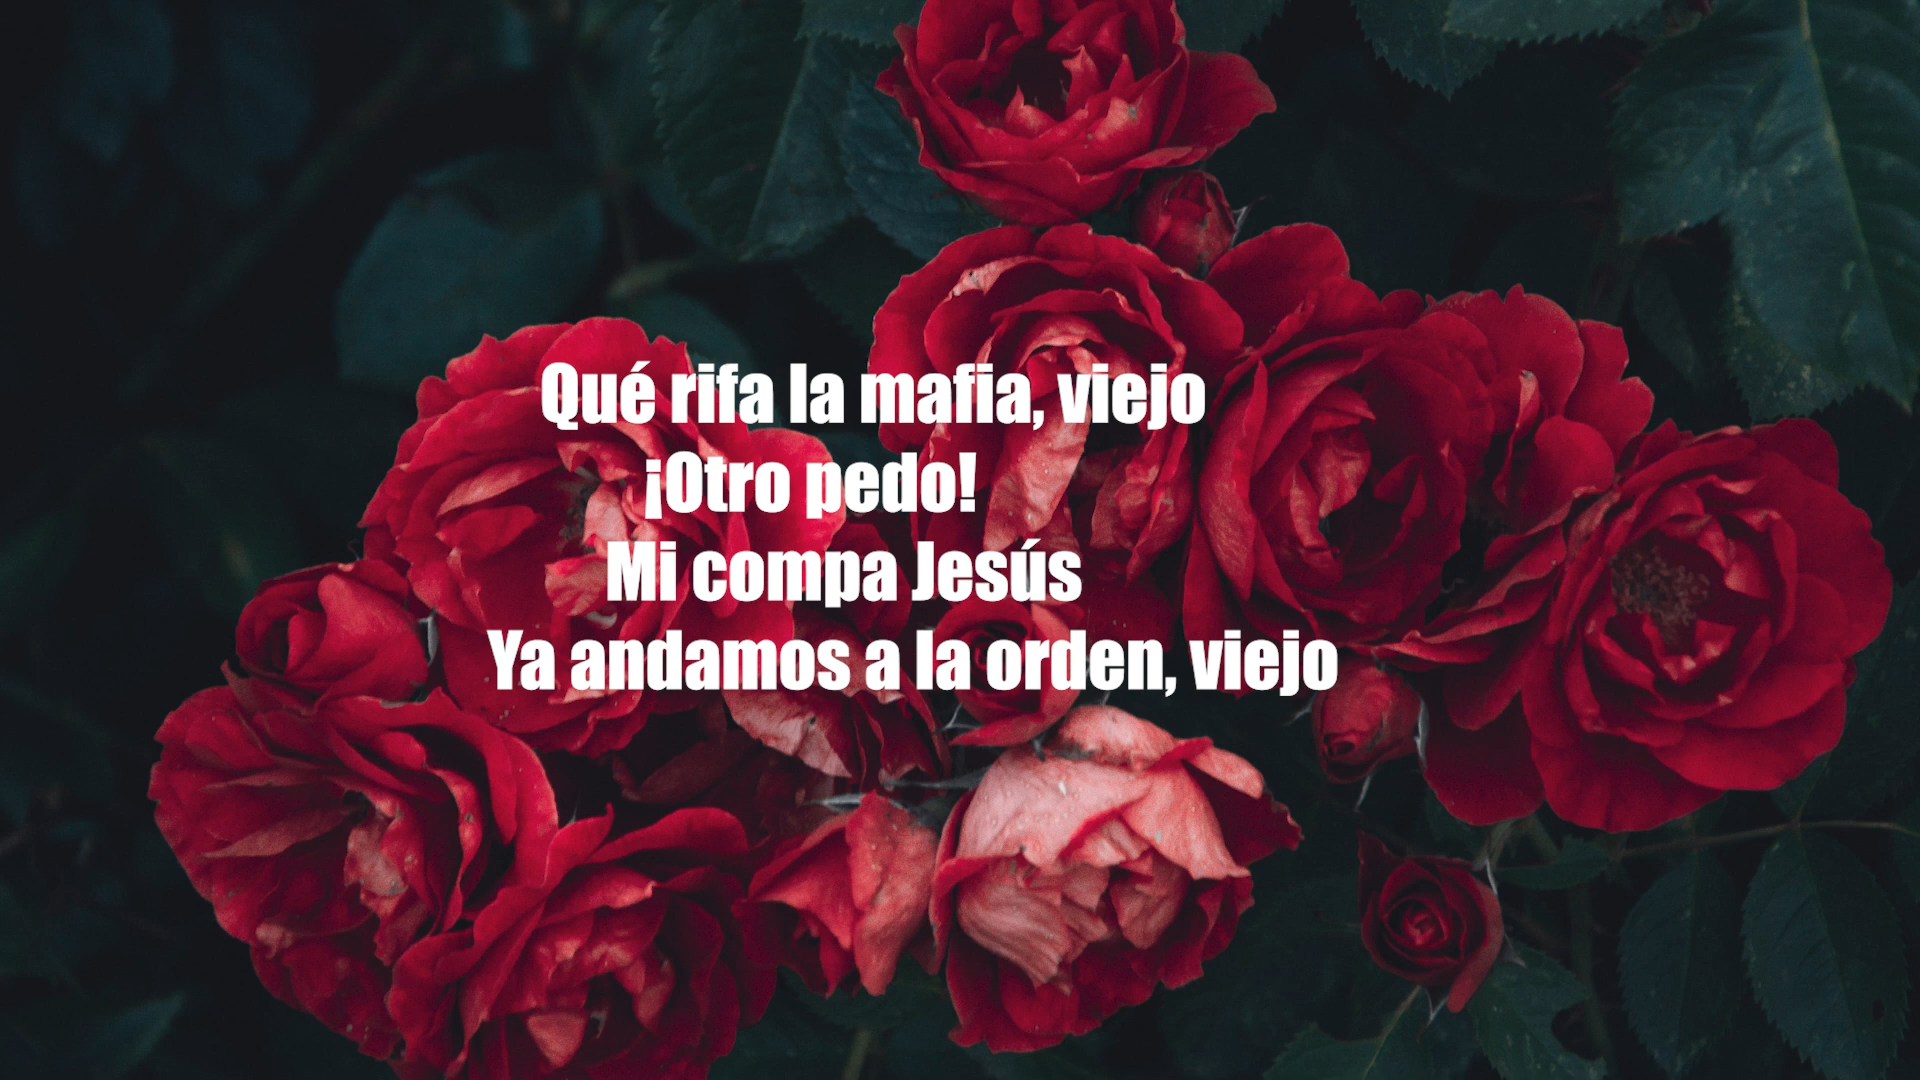 Qué rifa la mafia, viejo
¡Otro pedo!
Mi compa Jesús
Ya andamos a la orden, viejo